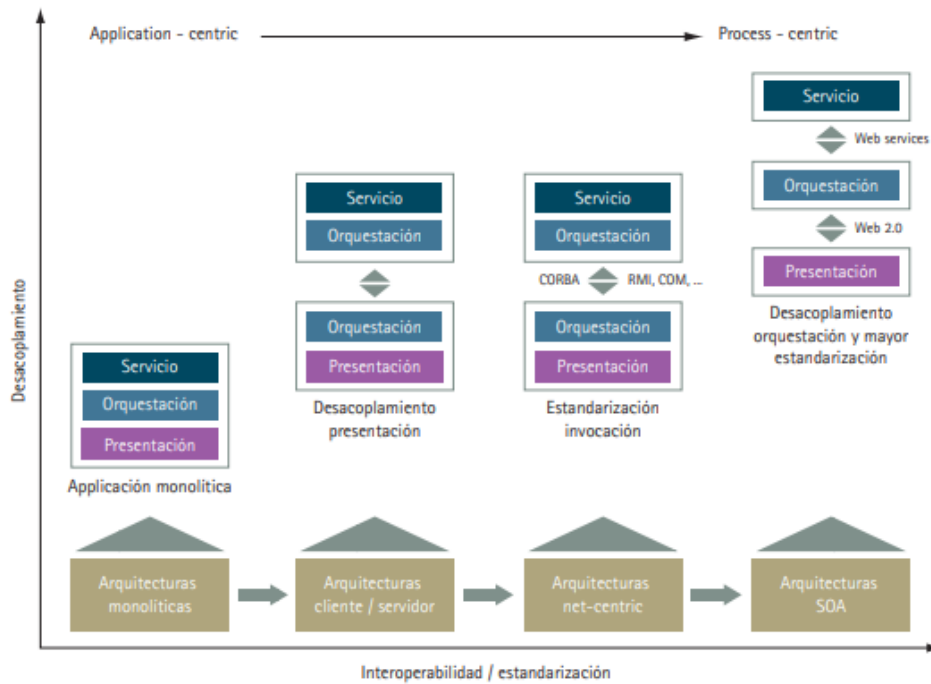 Application - centric
Process - centric
Servicio
Web services
Orquestación
Web 2.0
Presentación
Desacoplamiento
orquestación y mayor
estandarización
Servicio
Orquestación
CORBA
RMI, COM, ...
Orquestación
Presentación
Estandarización
invocación
Servicio
Orquestación
Orquestación
Presentación
Desacoplamiento
presentación
Servicio
Orquestación
Presentación
Applicación monolítica
Desacoplamiento
Arquitecturas
monolíticas
Arquitecturas
cliente / servidor
Arquitecturas
net-centric
Arquitecturas
SOA
Interoperabilidad / estandarización